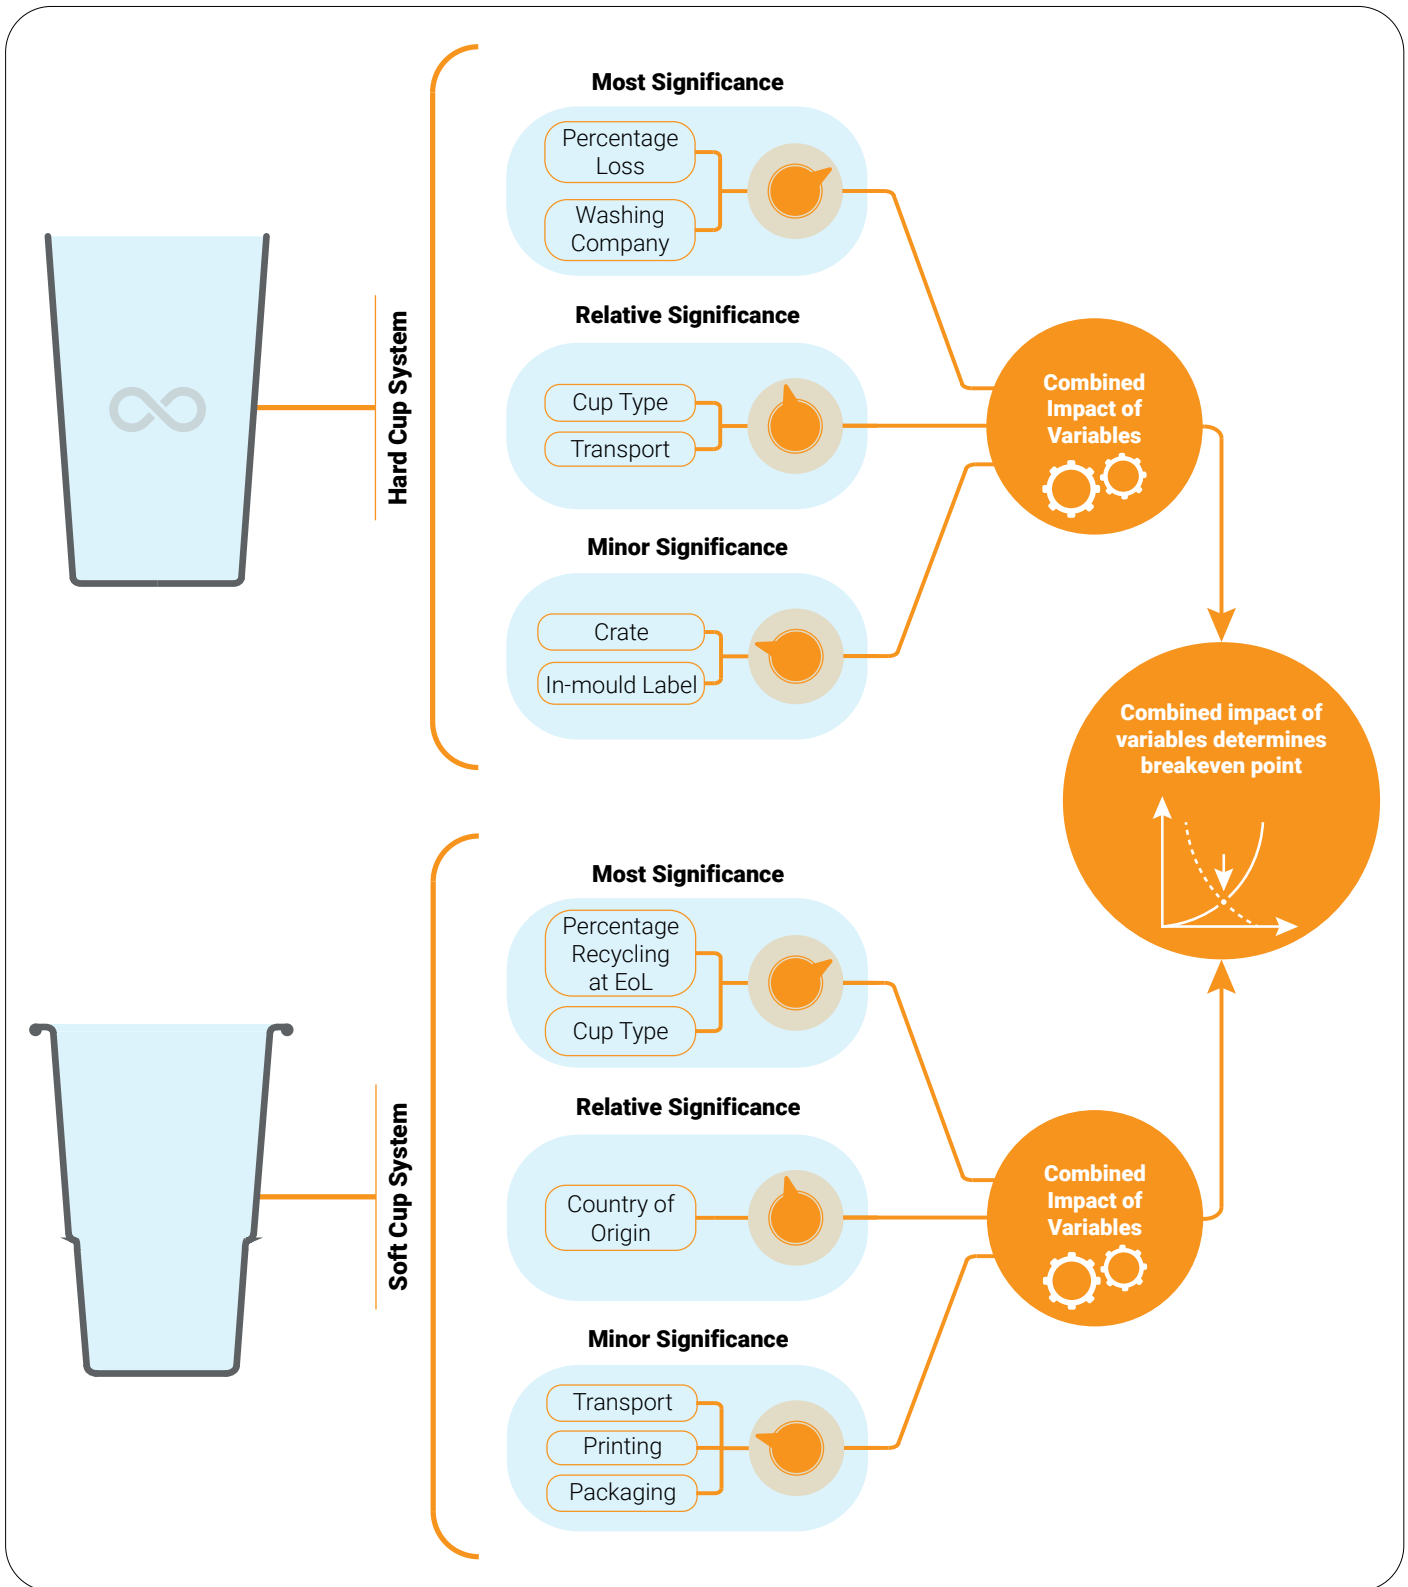 Hard Cup System
Most Significance
Percentage
Loss
Washing
Company
Relative Significance
Cup Type
Transport
Minor Significance
Crate
In-mould Label
Combined
Impact of
Variables
Combined impact of
variables determines
breakeven point
Soft Cup System
Most Significance
Percentage
Recycling
at EoL
Cup Type
Relative Significance
Country of
Origin
Minor Significance
Transport
Printing
Packaging
Combined
Impact of
Variables